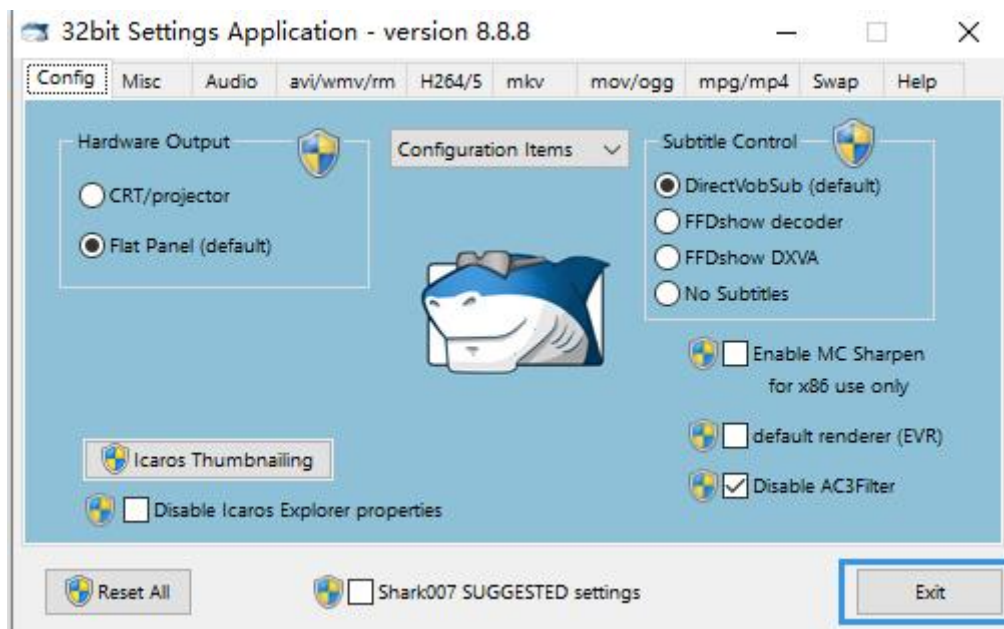 32bit Settings Application - version 8.8.8
Config Misc Audio avi/wmv/rm H264/5 mkv mov/ogg mpg/mp4 Swap Help
Hardware Output
CRT/projector
Flat Panel (default)
Configuration Items
Subtitle Control
DirectVobSub (default)
FFDshow decoder
FFDshow DXVA
No Subtitles
Enable MC Sharpen
for x86 use only
default renderer (EVR)
Disable AC3Filter
Icaros Thumbnailing
Disable Icaros Explorer properties
Reset All
Shark007 SUGGESTED settings
Exit